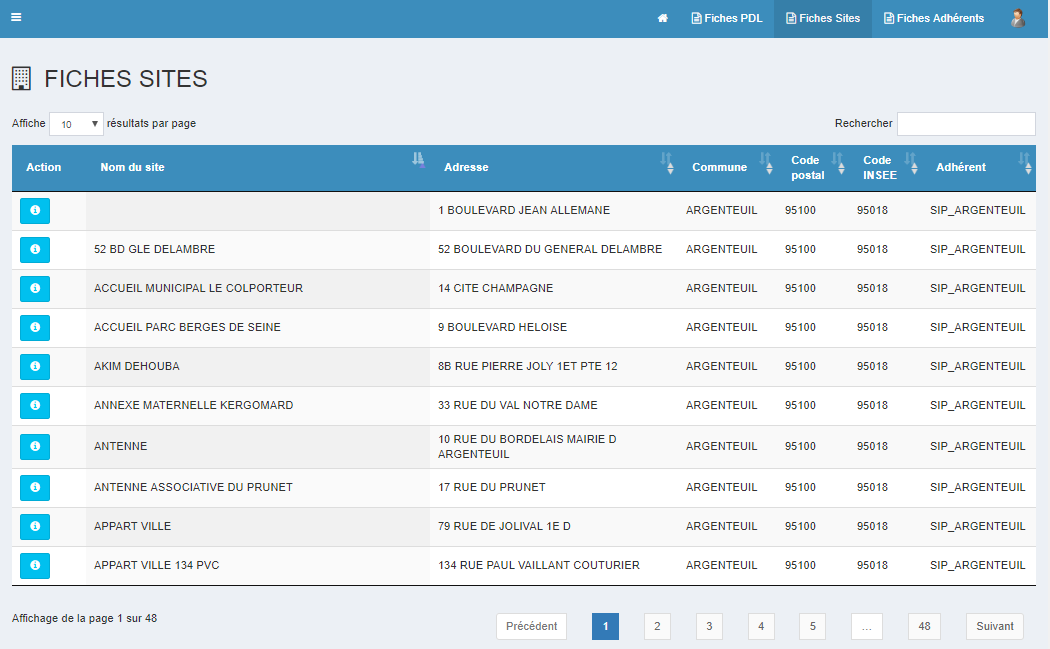 Fiches PDL Fiches Sites Fiches Adhérents
FICHES SITES
Affiche 10 résultats par page Rechercher
Action Nom du site Adresse Commune Code postal Code INSEE Adhérent
1 BOULEVARD JEAN ALLEMANE ARGENTEUIL 95100 95018 SIP_ARGENTEUIL
52 BD GLE DELAMBRE 52 BOULEVARD DU GENERAL DELAMBRE ARGENTEUIL 95100 95018 SIP_ARGENTEUIL
ACCUEIL MUNICIPAL LE COLPORTEUR 14 CITE CHAMPAGNE ARGENTEUIL 95100 95018 SIP_ARGENTEUIL
ACCUEIL PARC BERGES DE SEINE 9 BOULEVARD HELOISE ARGENTEUIL 95100 95018 SIP_ARGENTEUIL
AKIM DEHOUBA 8B RUE PIERRE JOLY 1ET PTE 12 ARGENTEUIL 95100 95018 SIP_ARGENTEUIL
ANNEXE MATERNELLE KERGOMARD 33 RUE DU VAL NOTRE DAME ARGENTEUIL 95100 95018 SIP_ARGENTEUIL
ANTENNE 10 RUE DU BORDELAIS MAIRIE D ARGENTEUIL ARGENTEUIL 95100 95018 SIP_ARGENTEUIL
ANTENNE ASSOCIATIVE DU PRUNET 17 RUE DU PRUNET ARGENTEUIL 95100 95018 SIP_ARGENTEUIL
APPART VILLE 79 RUE DE JOLIVAL 1E D ARGENTEUIL 95100 95018 SIP_ARGENTEUIL
APPART VILLE 134 PVC 134 RUE PAUL VAILLANT COUTURIER ARGENTEUIL 95100 95018 SIP_ARGENTEUIL
Affichage de la page 1 sur 48 Précédent 1 2 3 4 5 ... 48 Suivant